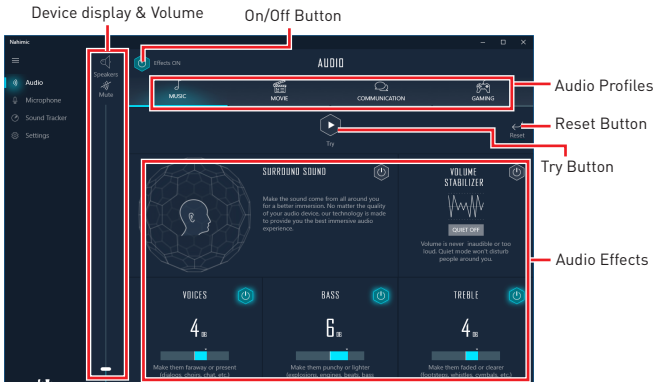 Device display & Volume
On/Off Button
Nahimic
Speakers
Effects ON
AUDIO
Audio
Mute
MUSIC
MOVIE
COMMUNICATION
GAMING
Audio Profiles
Microphone
Sound Tracker
Settings
Try
Reset
Reset Button
Try Button
SURROUND SOUND
Make the sound come from all around you
for a better immersion. No matter the quality
of your audio device, our technology is made
to provide you the best immersive audio
experience.
VOLUME
STABILIZER
QUIET OFF
Volume is never inaudible or too
loud. Quiet mode won't disturb
people around you.
Audio Effects
VOICES
BASS
TREBLE
4 DB
6 DB
4 DB
Make them faraway or present
(dialogs, choirs, chat, etc.)
Make them punchy or lighter
(explosions, engines, beats, bass
Make them faded or clearer
(footsteps, whistles, cymbals, etc.)